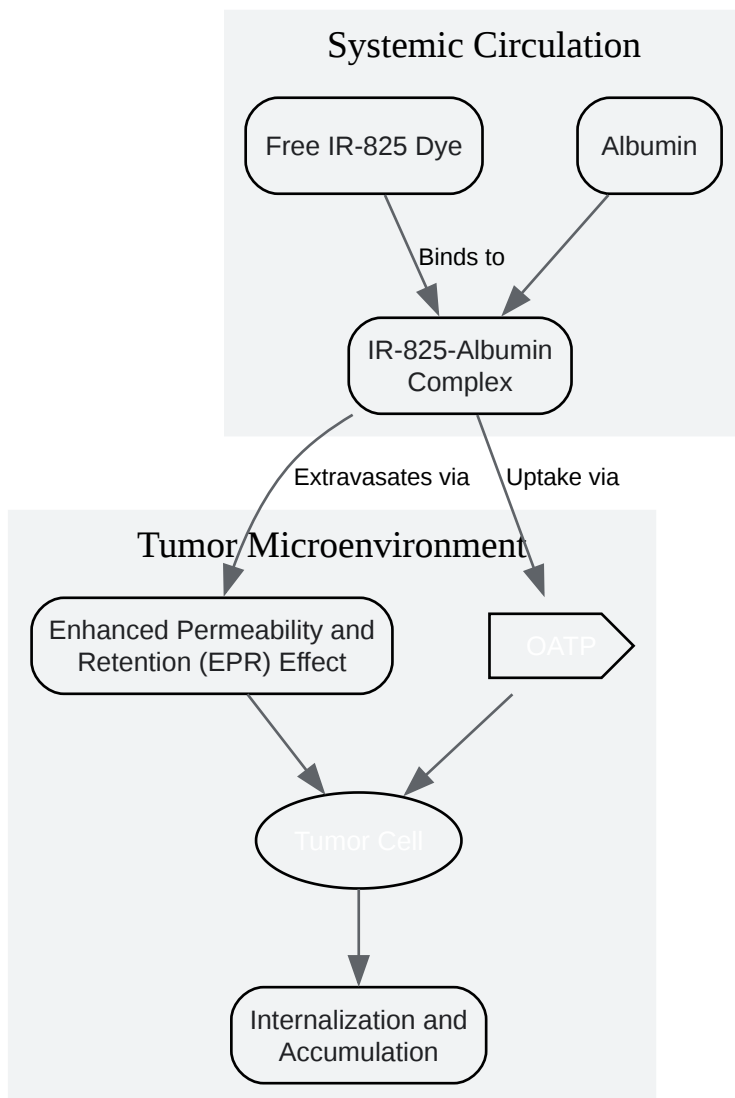 Systemic Circulation
Free IR-825 Dye
Albumin
Binds to
IR-825-Albumin
Complex
Extravasates via
Uptake via
Tumor Microenvironment
Enhanced Permeability and
Retention (EPR) Effect
OATP
Tumor Cell
Internalization and
Accumulation